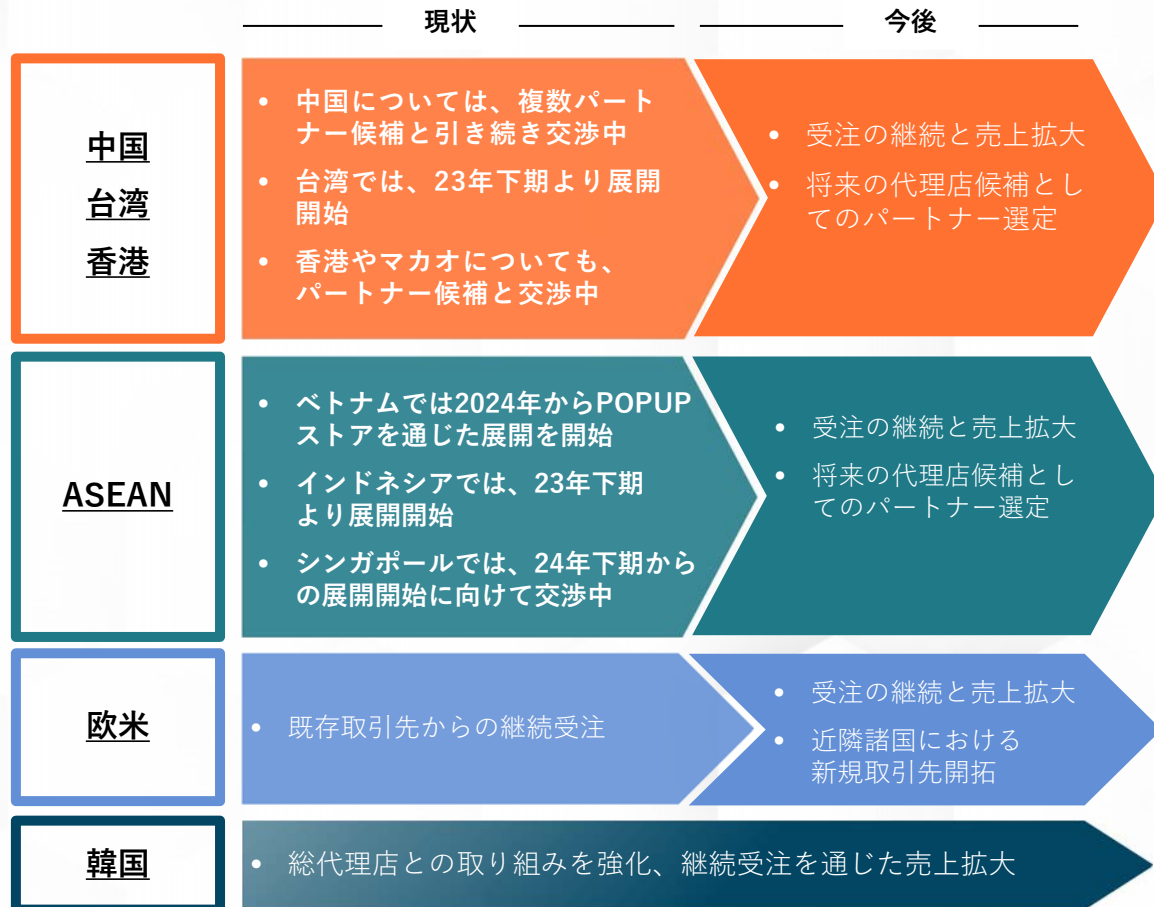 現状
今後
中国
台湾
香港
• 中国については、複数パート
ナー候補と引き続き交渉中
• 台湾では、23年下期より展開
開始
• 香港やマカオについても、
パートナー候補と交渉中
• 受注の継続と売上拡大
• 将来の代理店候補とし
てのパートナー選定
ASEAN
• ベトナムでは2024年からPOPUP
ストアを通じた展開を開始
• インドネシアでは、23年下期
より展開開始
• シンガポールでは、24年下期から
の展開開始に向けて交渉中
• 受注の継続と売上拡大
• 将来の代理店候補とし
てのパートナー選定
欧米
• 既存取引先からの継続受注
• 受注の継続と売上拡大
• 近隣諸国における
新規取引先開拓
韓国
• 総代理店との取り組みを強化、継続受注を通じた売上拡大